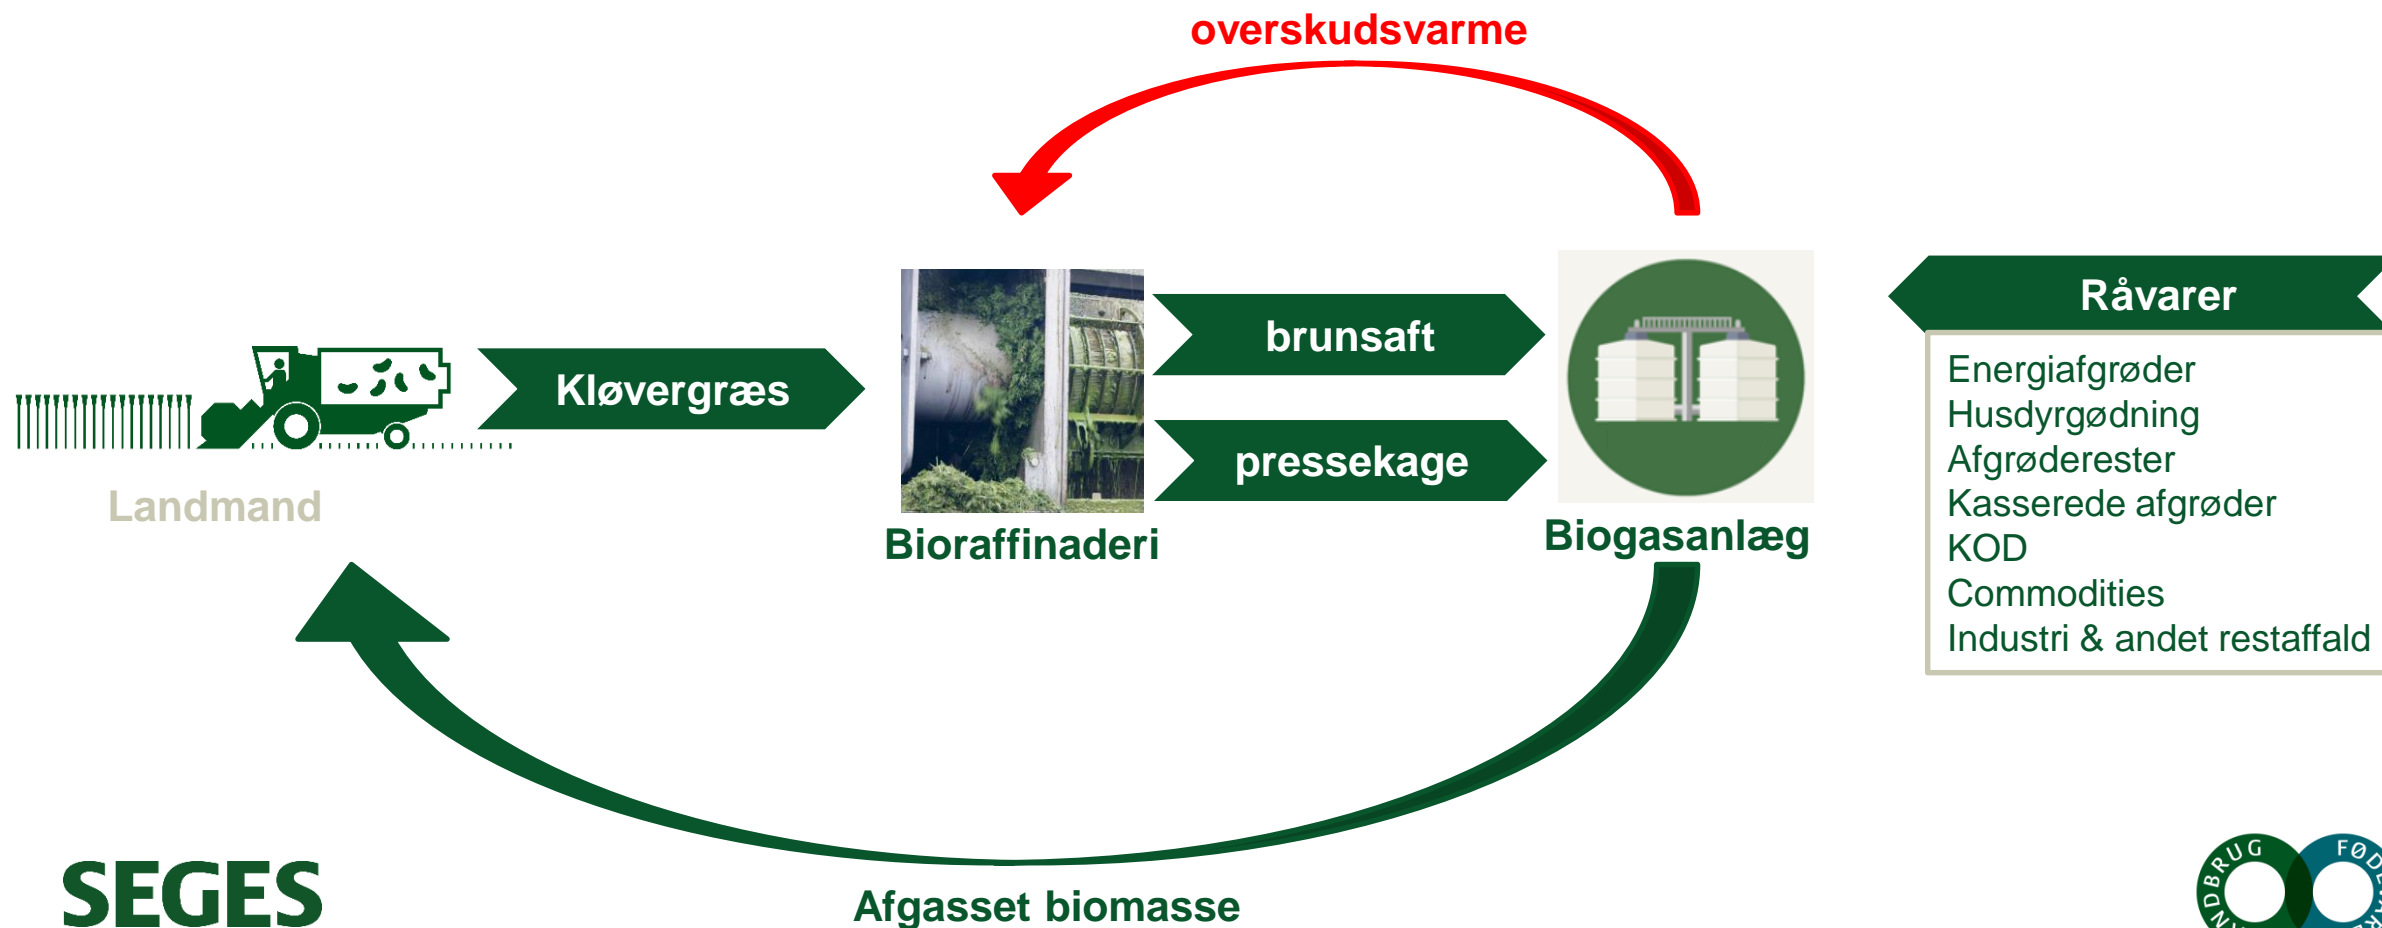 overskudsvarme
Råvarer
brunsaft
Kløvergræs
pressekage
Energiafgrøder
Husdyrgødning
Afgrøderester
Kasserede afgrøder
KOD
Commodities
Industri & andet restaffald
Landmand
Bioraffinaderi
Biogasanlæg
SEGES
Afgasset biomasse